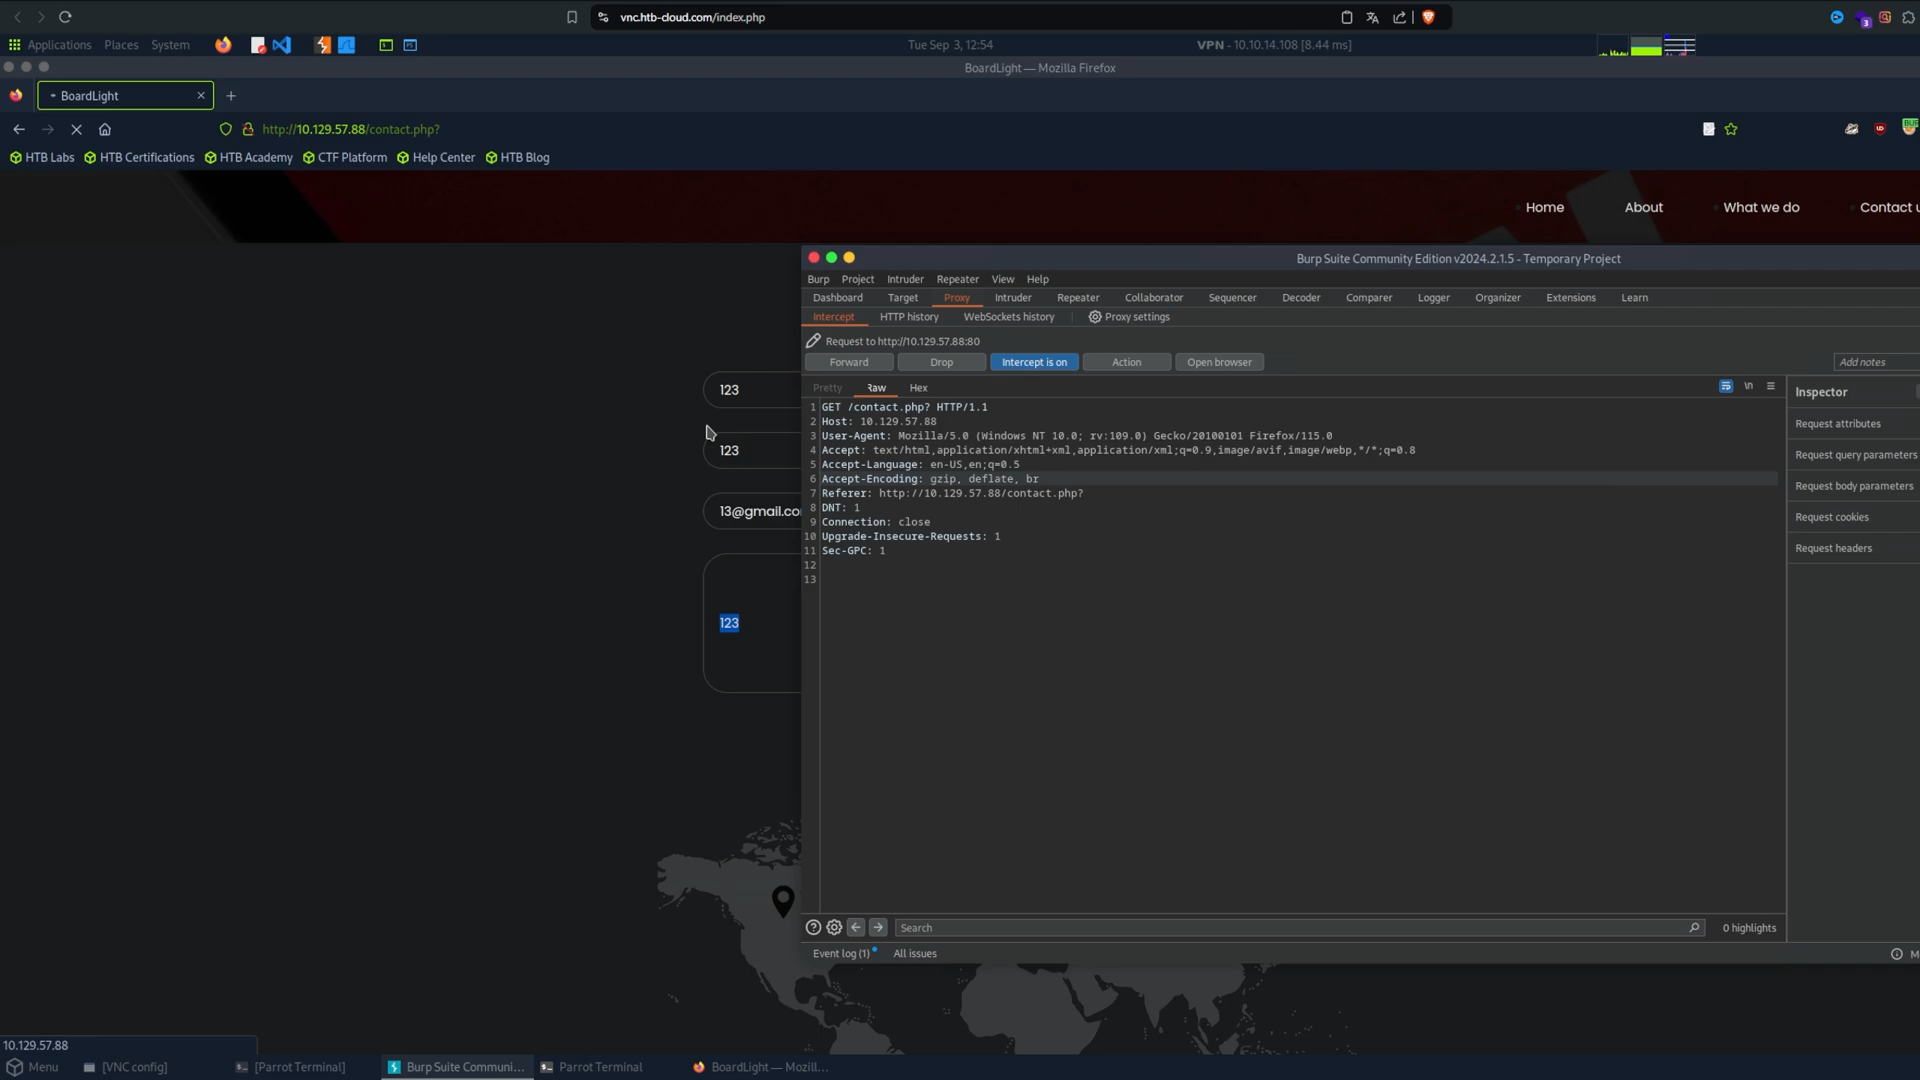 vnc.htb-cloud.com/index.php
3
Applications Places System
Tue Sep 3, 12:54
VPN - 10.10.14.108 [8.44 ms]
BoardLight — Mozilla Firefox
BoardLight
http://10.129.57.88/contact.php?
HTB Labs HTB Certifications HTB Academy CTF Platform Help Center HTB Blog
Home About What we do Contact u
Burp Suite Community Edition v2024.2.1.5 - Temporary Project
Burp Project Intruder Repeater View Help
Dashboard Target Proxy Intruder Repeater Collaborator Sequencer Decoder Comparer Logger Organizer Extensions Learn
Intercept HTTP history WebSockets history Proxy settings
Request to http://10.129.57.88:80
Forward Drop Intercept is on Action Open browser Add notes
Pretty Raw Hex \n
Inspector
Request attributes
Request query parameters
Request body parameters
Request cookies
Request headers
1 GET /contact.php? HTTP/1.1
2 Host: 10.129.57.88
3 User-Agent: Mozilla/5.0 (Windows NT 10.0; rv:109.0) Gecko/20100101 Firefox/115.0
4 Accept: text/html,application/xhtml+xml,application/xml;q=0.9,image/avif,image/webp,*/*;q=0.8
5 Accept-Language: en-US,en;q=0.5
6 Accept-Encoding: gzip, deflate, br
7 Referer: http://10.129.57.88/contact.php?
8 DNT: 1
9 Connection: close
10 Upgrade-Insecure-Requests: 1
11 Sec-GPC: 1
12
13
123
123
13@gmail.co
123
Search
0 highlights
Event log (1) All issues
M
10.129.57.88
Menu [VNC config] [Parrot Terminal] Burp Suite Communi... Parrot Terminal BoardLight — Mozill...